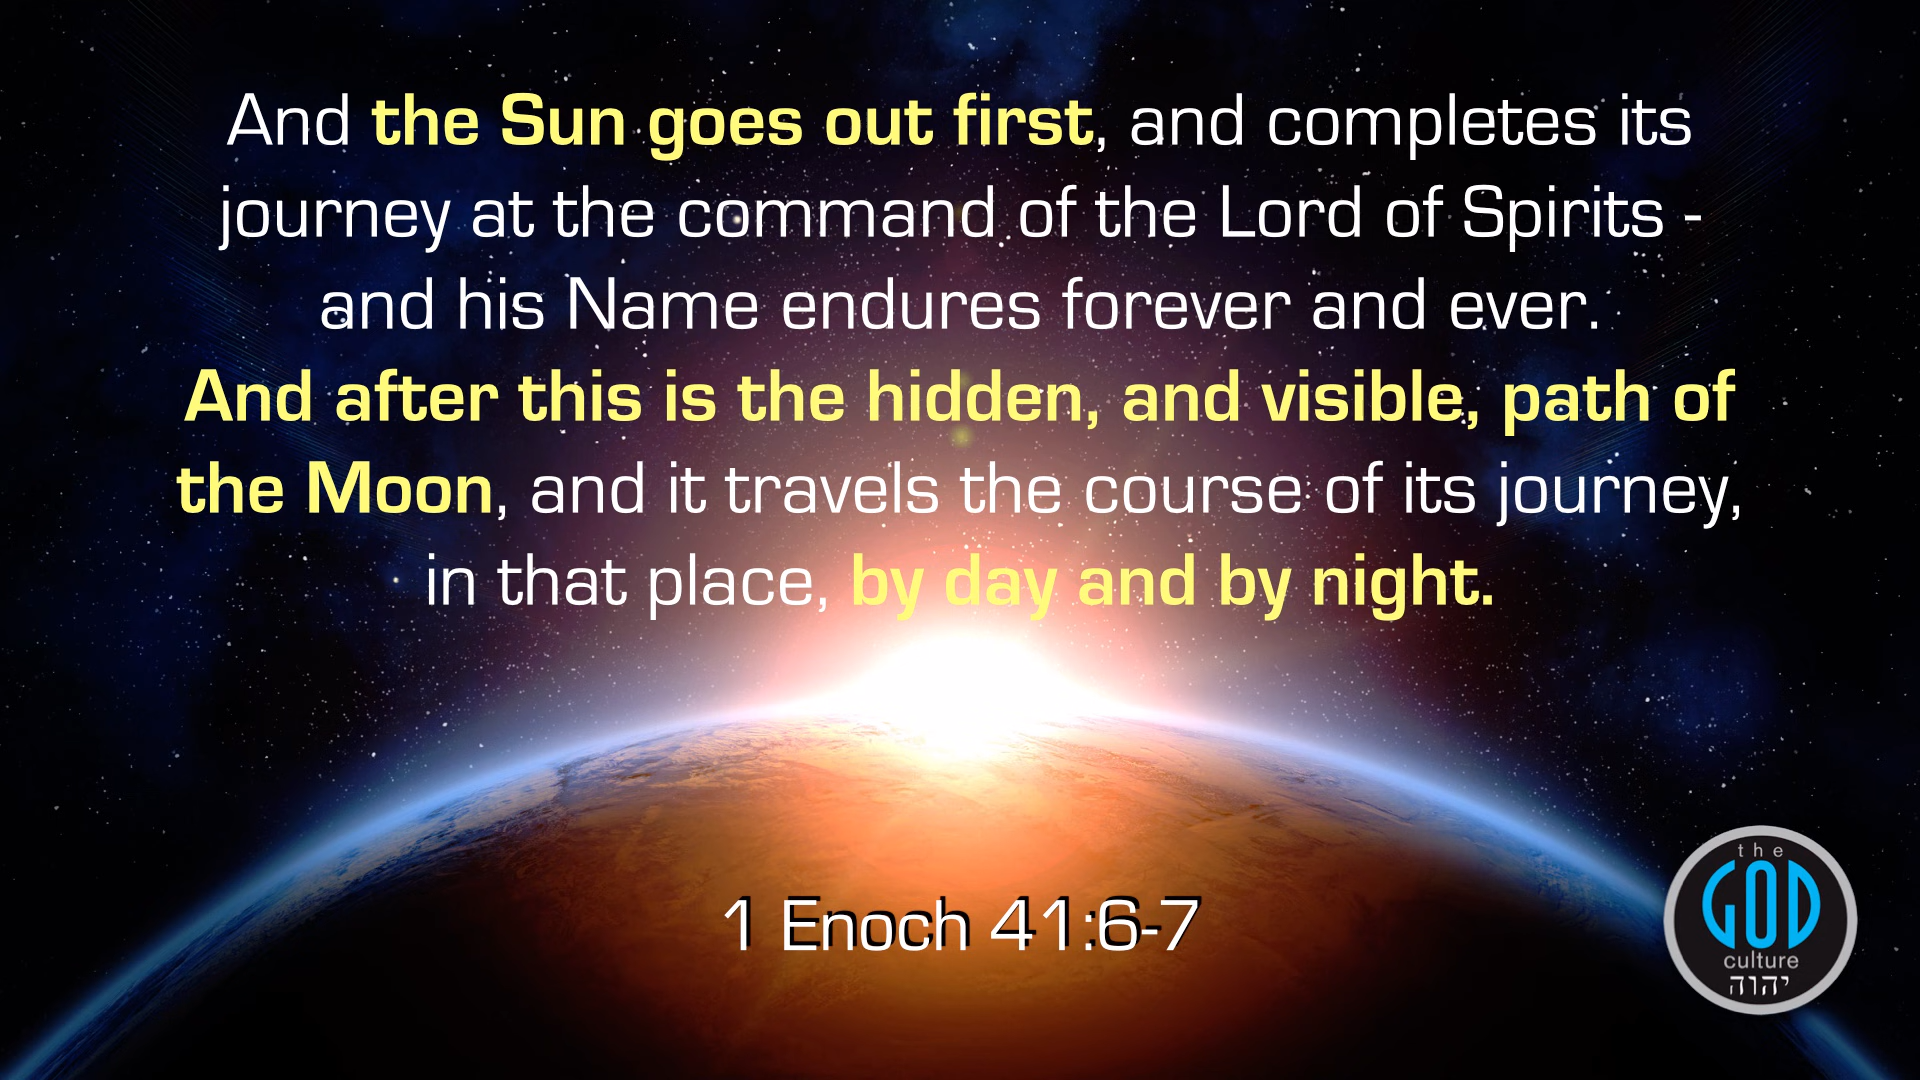 And the Sun goes out first, and completes its
journey at the command of the Lord of Spirits -
and his Name endures forever and ever.
And after this is the hidden, and visible, path of
the Moon, and it travels the course of its journey,
in that place, by day and by night.
1 Enoch 41:6-7
the
GOD
culture
יהוה